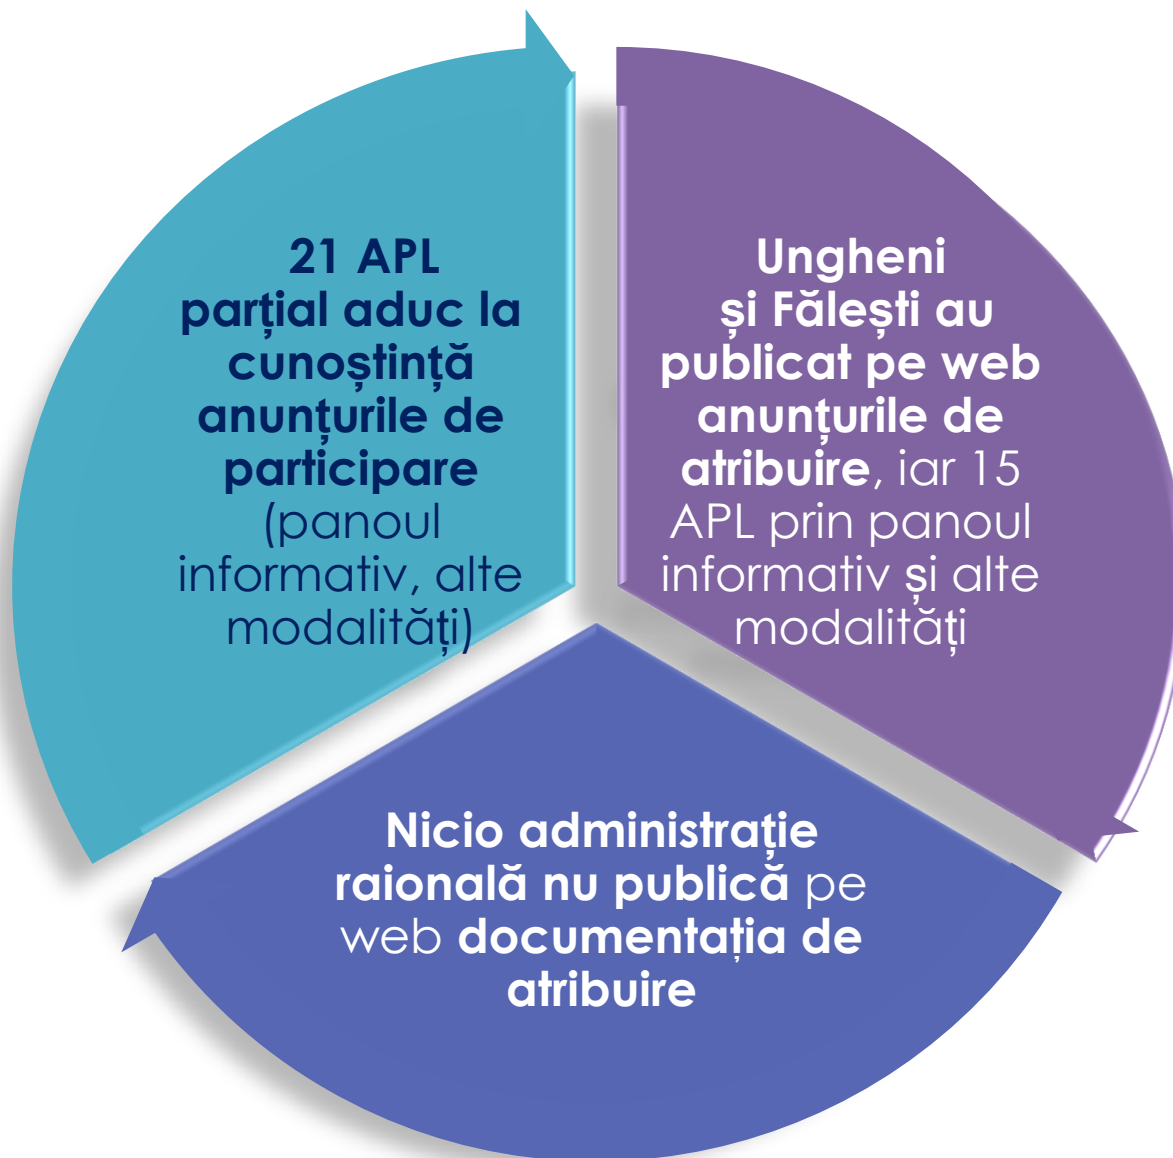 21 APL
parțial aduc la
cunoștință
anunțurile de
participare
(panoul
informativ, alte
modalități)
Ungheni
și Fălești au
publicat pe web
anunțurile de
atribuire, iar 15
APL prin panoul
informativ și alte
modalități
Nicio administrație
raională nu publică pe
web documentația de
atribuire